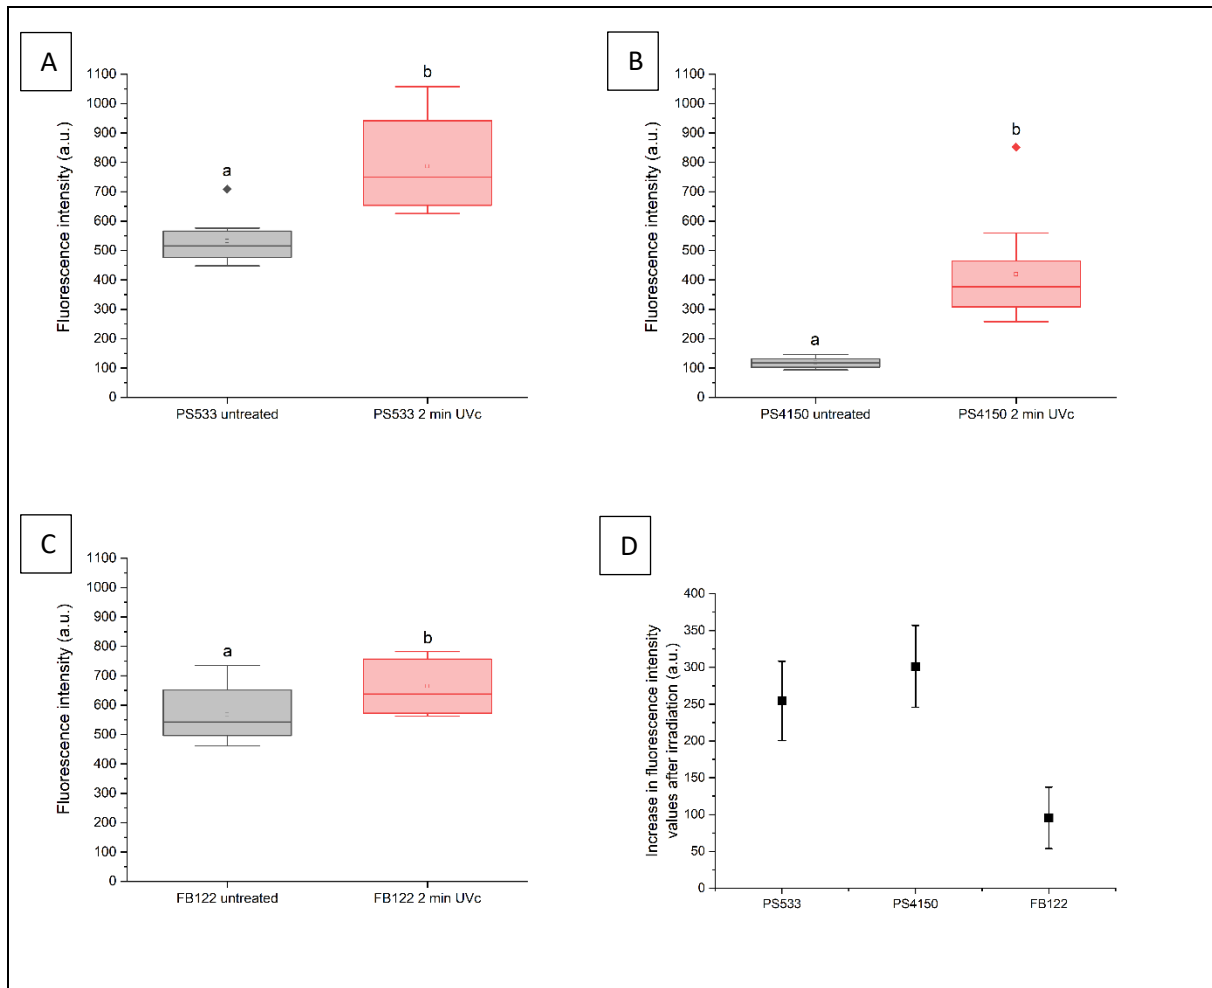 A
Fluorescence intensity (a.u.)
1100
1000
900
800
700
600
500
400
300
200
100
0
a
b
PS533 untreated
PS533 2 min UVc
B
Fluorescence intensity (a.u.)
1100
1000
900
800
700
600
500
400
300
200
100
0
a
b
PS4150 untreated
PS4150 2 min UVc
C
Fluorescence intensity (a.u.)
1100
1000
900
800
700
600
500
400
300
200
100
0
a
b
FB122 untreated
FB122 2 min UVc
D
Increase in fluorescence intensity
values after irradiation (a.u.)
400
350
300
250
200
150
100
50
0
PS533
PS4150
FB122